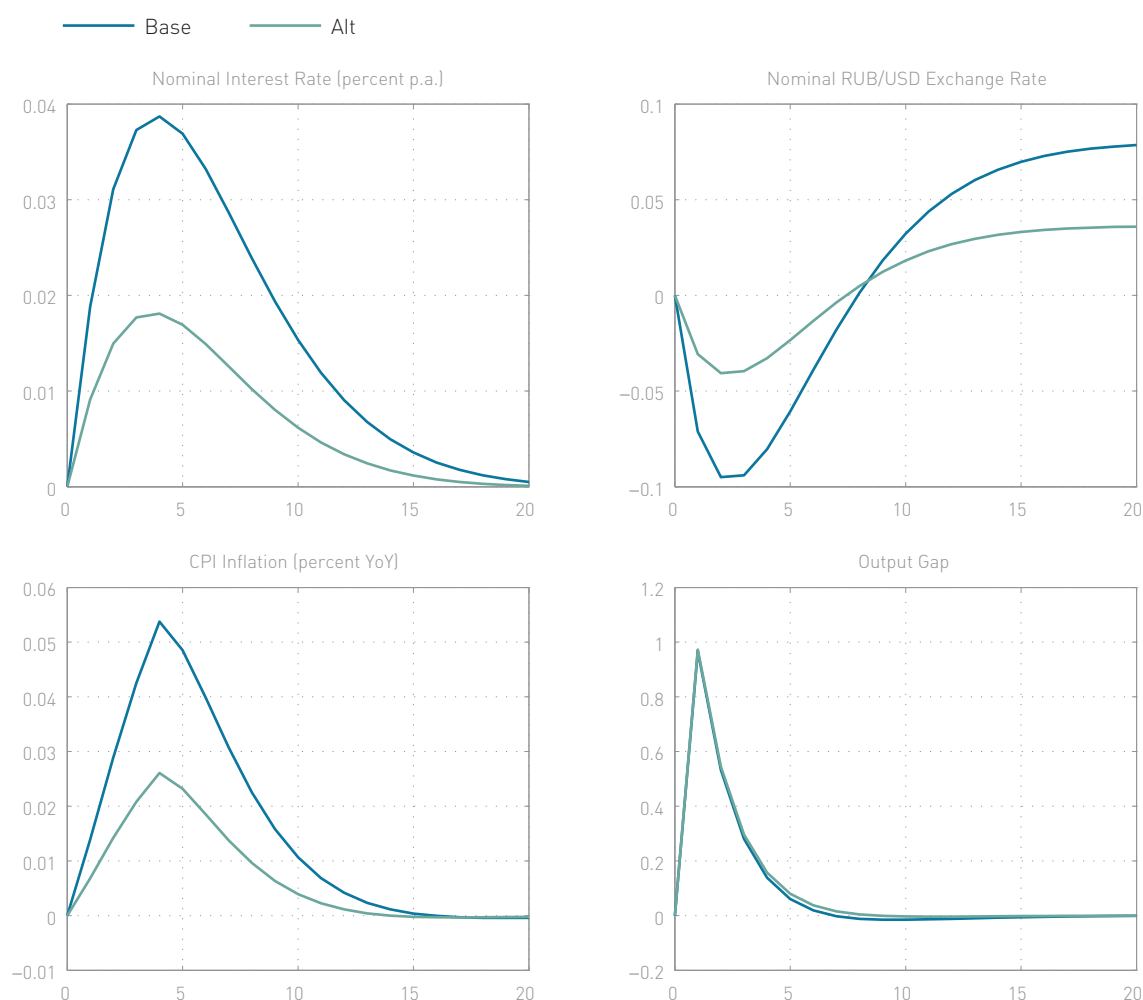 Base Alt
Nominal Interest Rate (percent p.a.)
0.04
0.03
0.02
0.01
0
0 5 10 15 20
Nominal RUB/USD Exchange Rate
0.1
0.05
0
−0.05
−0.1
0 5 10 15 20
CPI Inflation (percent YoY)
0.06
0.05
0.04
0.03
0.02
0.01
0
−0.01
0 5 10 15 20
Output Gap
1.2
1
0.8
0.6
0.4
0.2
0
−0.2
0 5 10 15 20